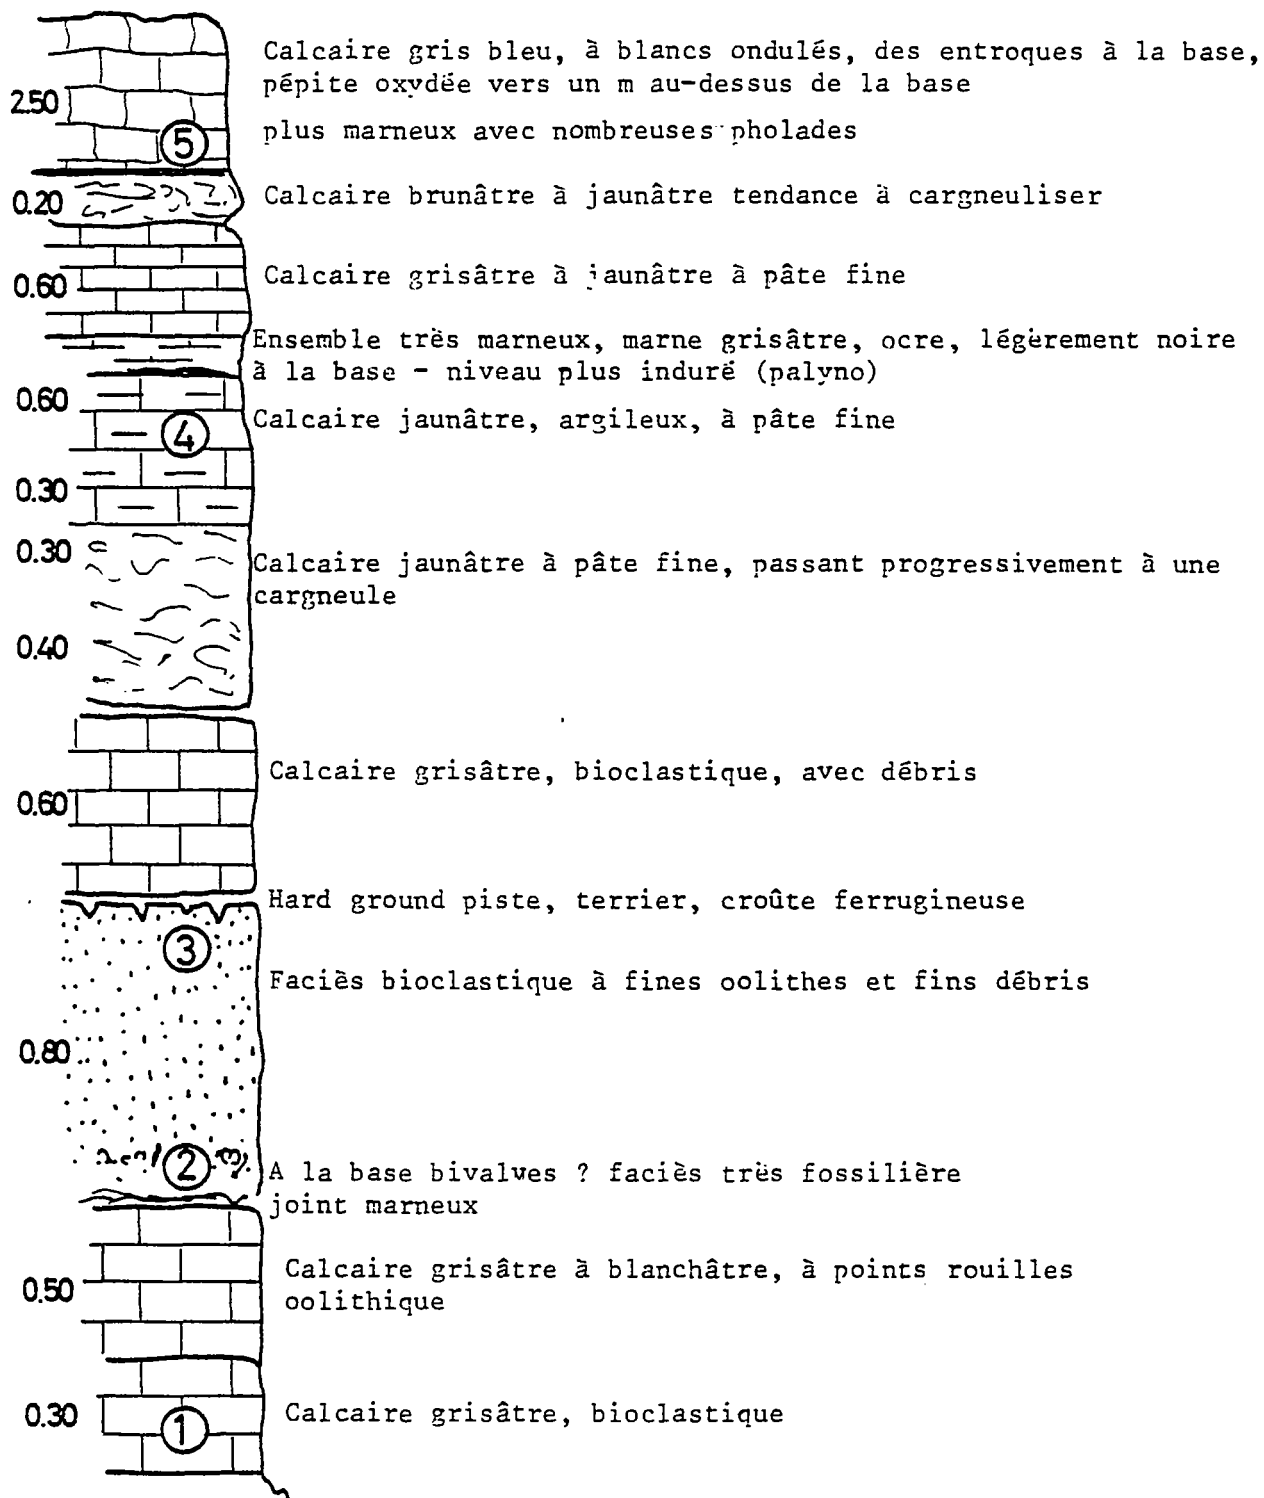 Calcaire gris bleu, à blancs ondulés, des entroques à la base,
pépite oxydée vers un m au-dessus de la base
2.50
plus marneux avec nombreuses pholades
5
0.20
Calcaire brunâtre à jaunâtre tendance à cargneuliser
0.60
Calcaire grisâtre à jaunâtre à pâte fine
Ensemble très marneux, marne grisâtre, ocre, légèrement noire
à la base - niveau plus induré (palyno)
0.60
Calcaire jaunâtre, argileux, à pâte fine
4
0.30
0.30
Calcaire jaunâtre à pâte fine, passant progressivement à une
cargneule
0.40
Calcaire grisâtre, bioclastique, avec débris
0.60
Hard ground piste, terrier, croûte ferrugineuse
3
Faciès bioclastique à fines oolithes et fins débris
0.80
2
A la base bivalves ? faciès très fossilière
joint marneux
Calcaire grisâtre à blanchâtre, à points rouilles
0.50
oolithique
0.30
Calcaire grisâtre, bioclastique
1